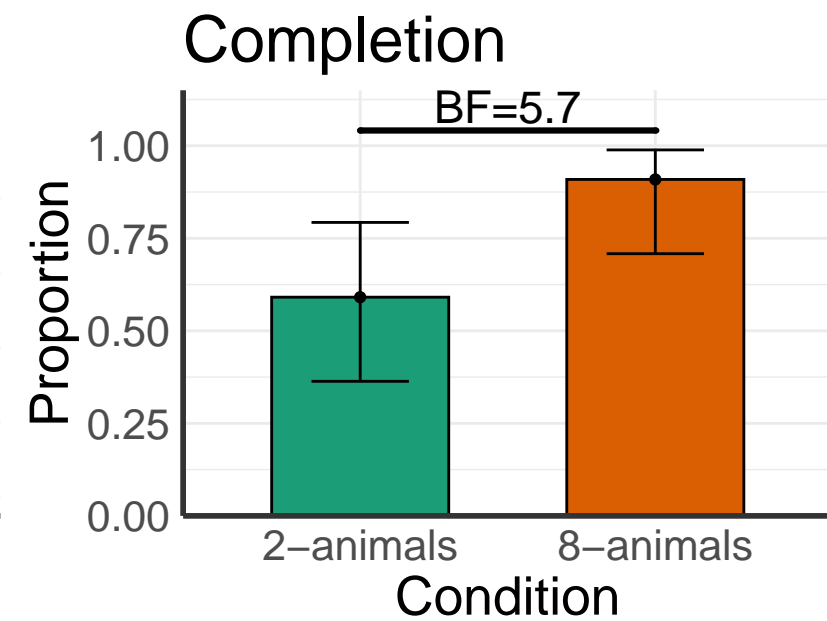 Completion
BF=5.7
1.00
0.75
0.50
0.25
0.00
Proportion
2−animals
8−animals
Condition